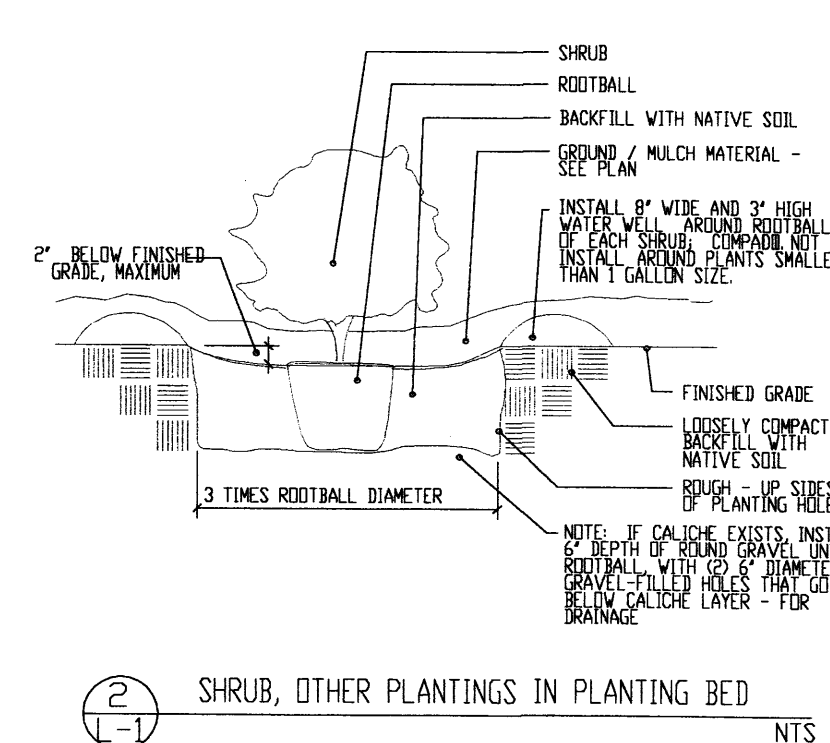 SHRUB
ROOTBALL
BACKFILL WITH NATIVE SOIL
GROUND / MULCH MATERIAL -
SEE PLAN
INSTALL 8" WIDE AND 3" HIGH
WATER WELL AROUND ROOTBALL
OF EACH SHRUB; NOT
INSTALL AROUND PLANTS SMALLE
THAN 1 GALLON SIZE.
2" BELOW FINISHED
GRADE, MAXIMUM
FINISHED GRADE
LOOSELY COMPACT
BACKFILL WITH
NATIVE SOIL
ROUGH - UP SIDES
OF PLANTING HOLE
3 TIMES ROOTBALL DIAMETER
NOTE: IF CALICHE EXISTS, INST
6" DEPTH OF ROUND GRAVEL UN
ROOTBALL, WITH (2) 6" DIAMETE
GRAVEL-FILLED HOLES THAT GO
BELOW CALICHE LAYER - FOR
DRAINAGE
2
L-1
SHRUB, OTHER PLANTINGS IN PLANTING BED
NTS